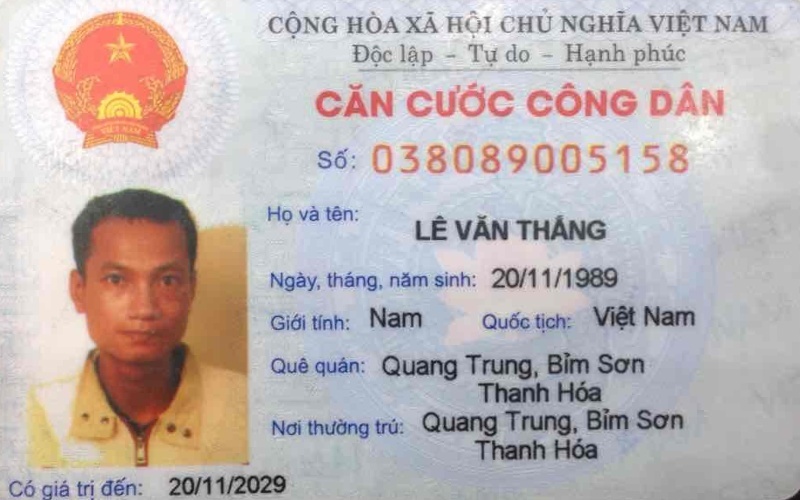 CỘNG HÒA XÃ HỘI CHỦ NGHĨA VIỆT NAM
Độc lập - Tự do - Hạnh phúc
CĂN CƯỚC CÔNG DÂN
Số: 038089005158
Họ và tên:
LÊ VĂN THẮNG
Ngày, tháng, năm sinh: 20/11/1989
Giới tính: Nam Quốc tịch: Việt Nam
Quê quán: Quang Trung, Bỉm Sơn
Thanh Hóa
Nơi thường trú: Quang Trung, Bỉm Sơn
Thanh Hóa
Có giá trị đến: 20/11/2029
VIỆT NAM